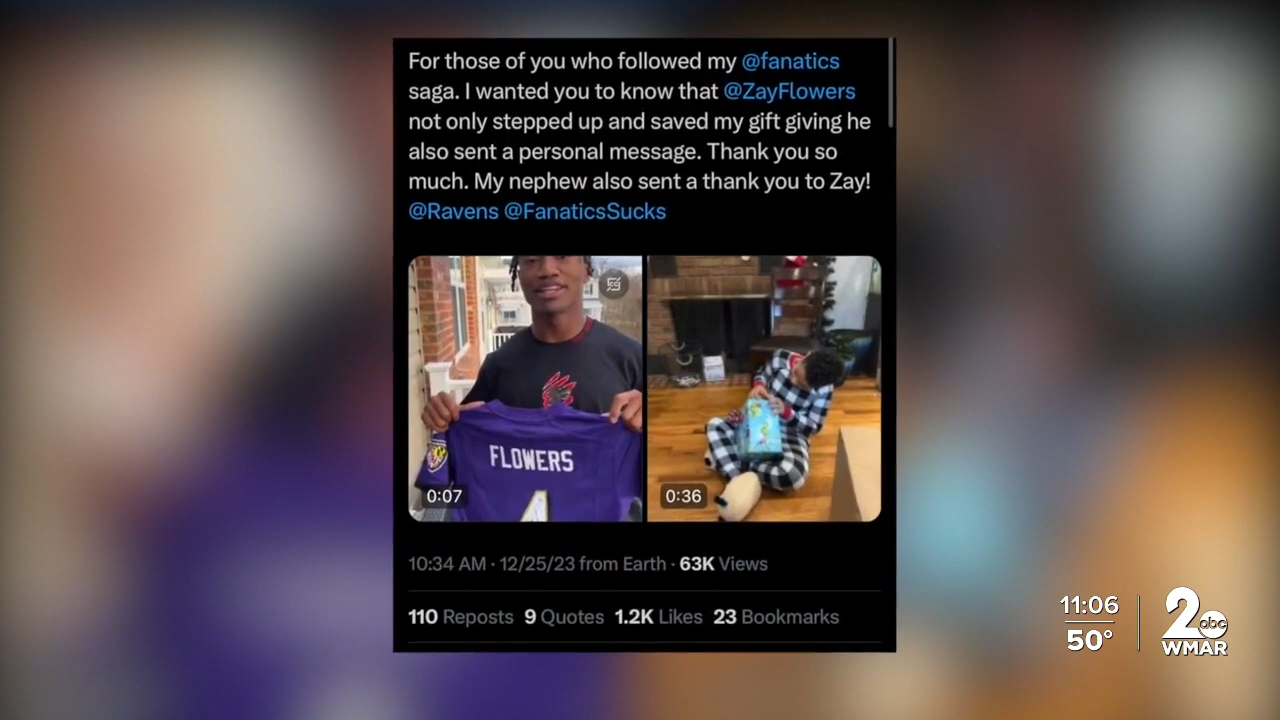 For those of you who followed my @fanatics
saga. I wanted you to know that @ZayFlowers
not only stepped up and saved my gift giving he
also sent a personal message. Thank you so
much. My nephew also sent a thank you to Zay!
@Ravens @FanaticsSucks
FLOWERS
0:07
0:36
10:34 AM · 12/25/23 from Earth · 63K Views
110 Reposts 9 Quotes 1.2K Likes 23 Bookmarks
11:06
50°
2
abc
WMAR